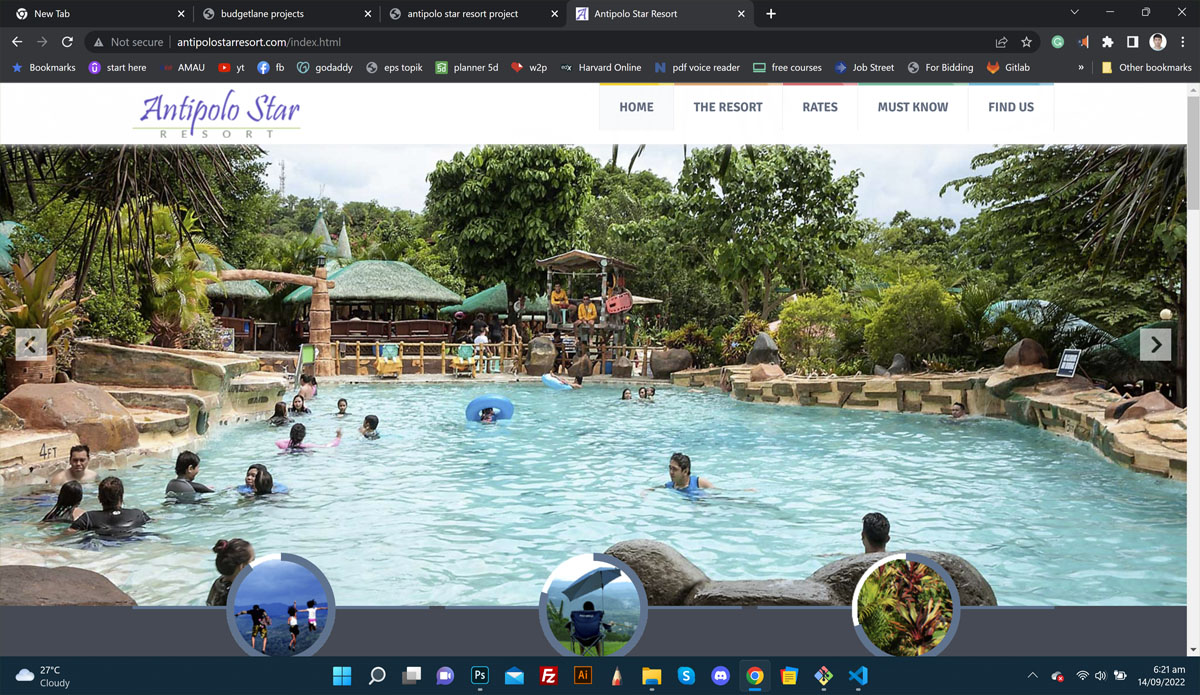 New Tab
budgetlane projects
antipolo star resort project
Antipolo Star Resort
Not secure | antipolostarresort.com/index.html
Bookmarks start here AMAU yt fb godaddy eps topik planner 5d w2p Harvard Online pdf voice reader free courses Job Street For Bidding Gitlab » Other bookmarks
Antipolo Star
RESORT
HOME THE RESORT RATES MUST KNOW FIND US
4FT
27°C
Cloudy
Ps
Fz
Ai
6:21 am
14/09/2022